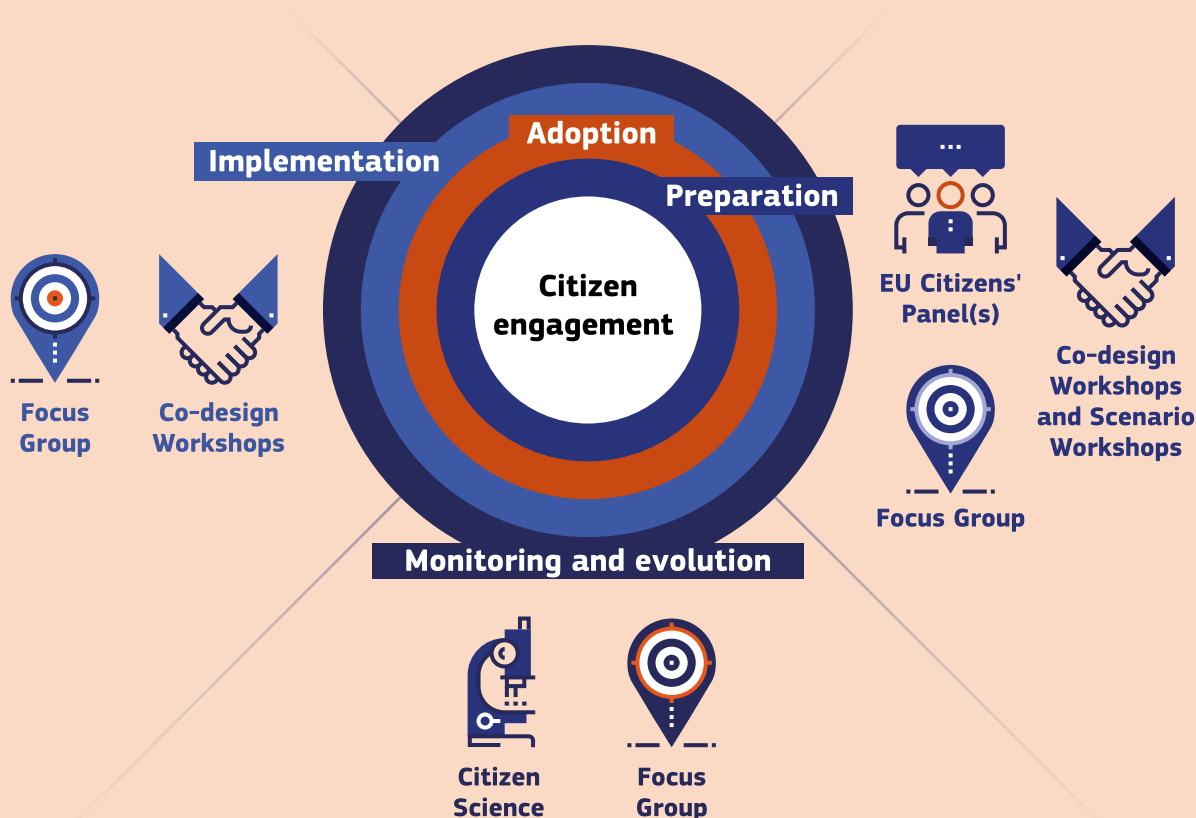 Adoption
Implementation
Preparation
Citizen
engagement
...
EU Citizens'
Panel(s)
Co-design
Workshops
and Scenario
Workshops
Focus Group
Focus
Group
Co-design
Workshops
Monitoring and evolution
Citizen
Science
Focus
Group